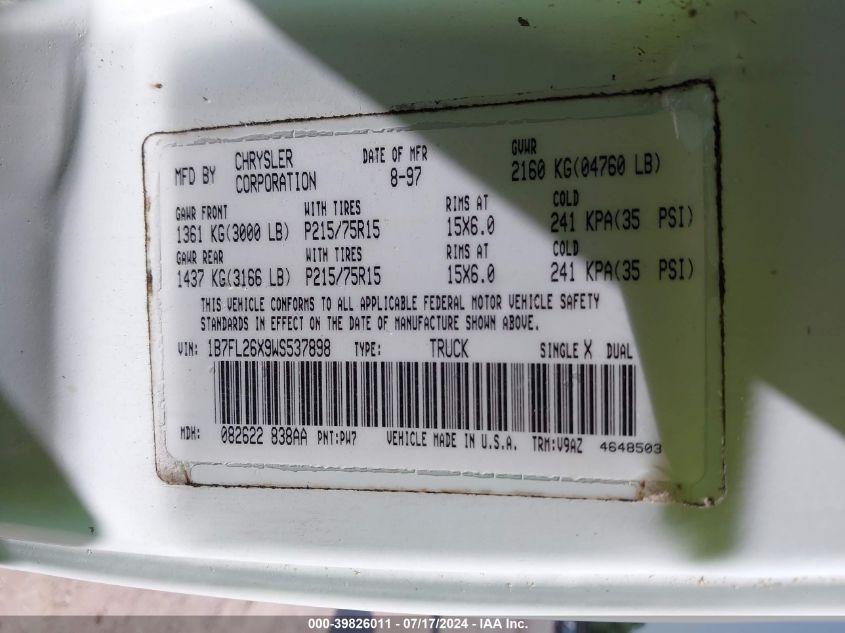 MFD BY CHRYSLER CORPORATION DATE OF MFR 8-97 GVWR 2160 KG(04760 LB)
GAWR FRONT WITH TIRES RIMS AT COLD
1361 KG(3000 LB) P215/75R15 15X6.0 241 KPA(35 PSI)
GAWR REAR WITH TIRES RIMS AT COLD
1437 KG(3166 LB) P215/75R15 15X6.0 241 KPA(35 PSI)
THIS VEHICLE CONFORMS TO ALL APPLICABLE FEDERAL MOTOR VEHICLE SAFETY
STANDARDS IN EFFECT ON THE DATE OF MANUFACTURE SHOWN ABOVE.
VIN: 1B7FL26X9WS537898 TYPE: TRUCK SINGLE X DUAL
MDH: 082622 838AA PNT:PW7 VEHICLE MADE IN U.S.A. TRM:V9AZ 4648503
000-39826011 - 07/17/2024 - IAA Inc.